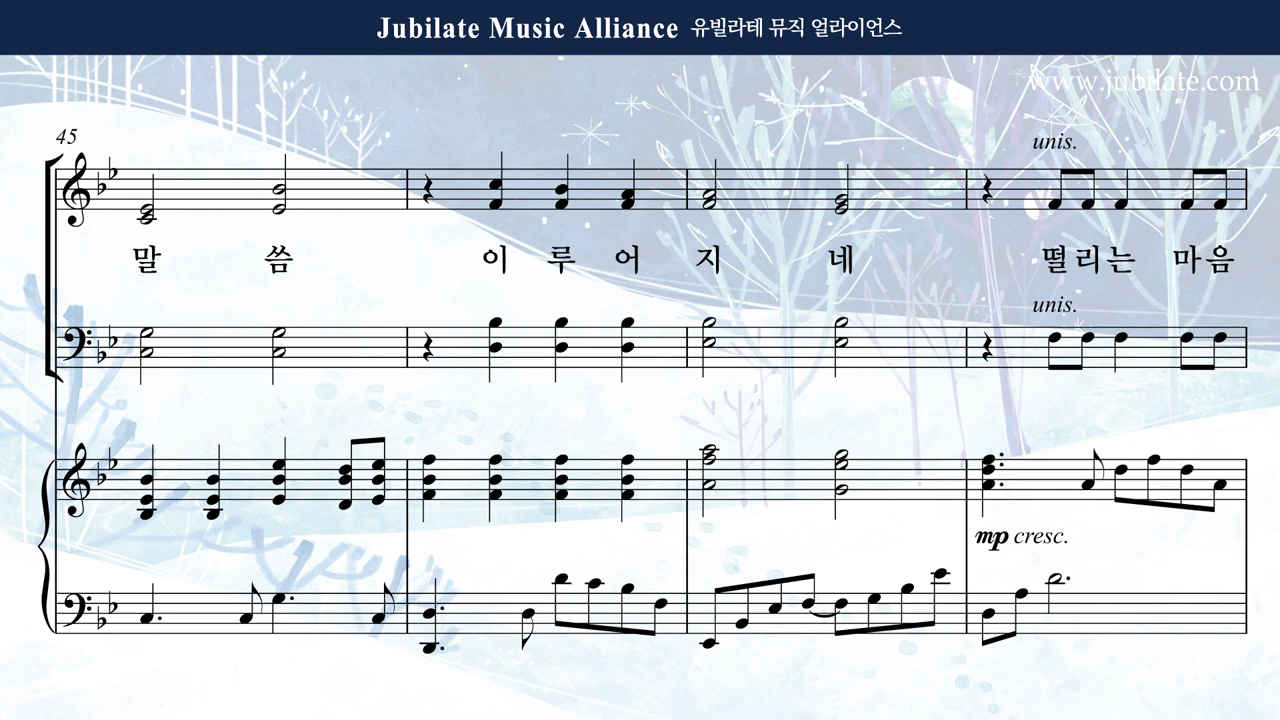 Jubilate Music Alliance 유빌라테 뮤직 얼라이언스
www.jubilate.com
45
unis.
말 씀 이 루 어 지 네 떨 리 는 마 음
unis.
mp cresc.